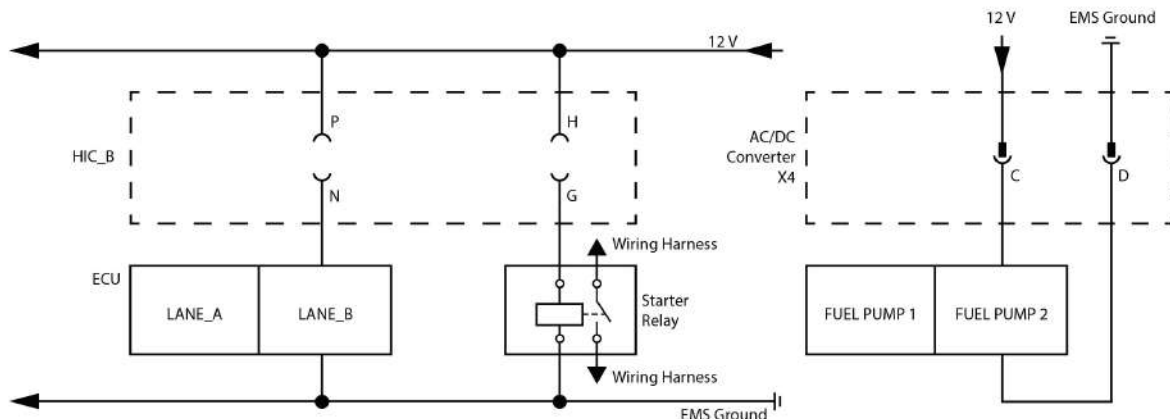 12 V
EMS Ground
12 V
P
H
HIC_B
AC/DC
Converter
X4
N
G
C
D
Wiring Harness
ECU
LANE_A
LANE_B
Starter
Relay
FUEL PUMP 1
FUEL PUMP 2
Wiring Harness
EMS Ground